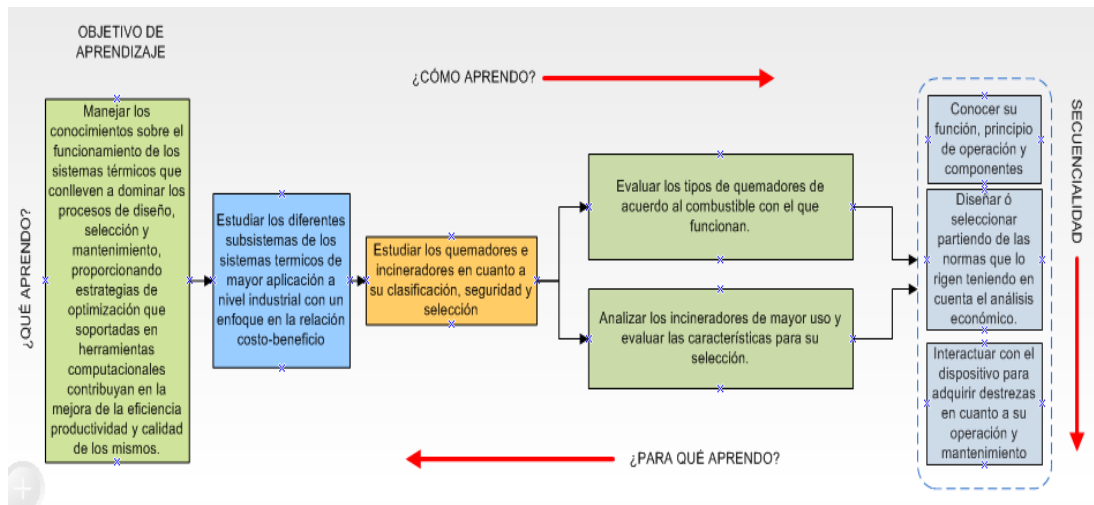 OBJETIVO DE
APRENDIZAJE
¿CÓMO APRENDO?
¿QUÉ APRENDO?
Manejar los
conocimientos sobre el
funcionamiento de los
sistemas térmicos que
conlleven a dominar los
procesos de diseño,
selección y
mantenimiento,
proporcionando
estrategias de
optimización que
soportadas en
herramientas
computacionales
contribuyan en la
mejora de la eficiencia
productividad y calidad
de los mismos.
Estudiar los diferentes
subsistemas de los
sistemas termicos de
mayor aplicación a
nivel industrial con un
enfoque en la relación
costo-beneficio
Estudiar los quemadores e
incineradores en cuanto a
su clasificación, seguridad y
selección
Evaluar los tipos de quemadores de
acuerdo al combustible con el que
funcionan.
Analizar los incineradores de mayor uso y
evaluar las características para su
selección.
Conocer su
función, principio
de operación y
componentes
Diseñar ó
seleccionar
partiendo de las
normas que lo
rigen teniendo en
cuenta el análisis
económico.
Interactuar con el
dispositivo para
adquirir destrezas
en cuanto a su
operación y
mantenimiento
SECUENCIALIDAD
¿PARA QUÉ APRENDO?